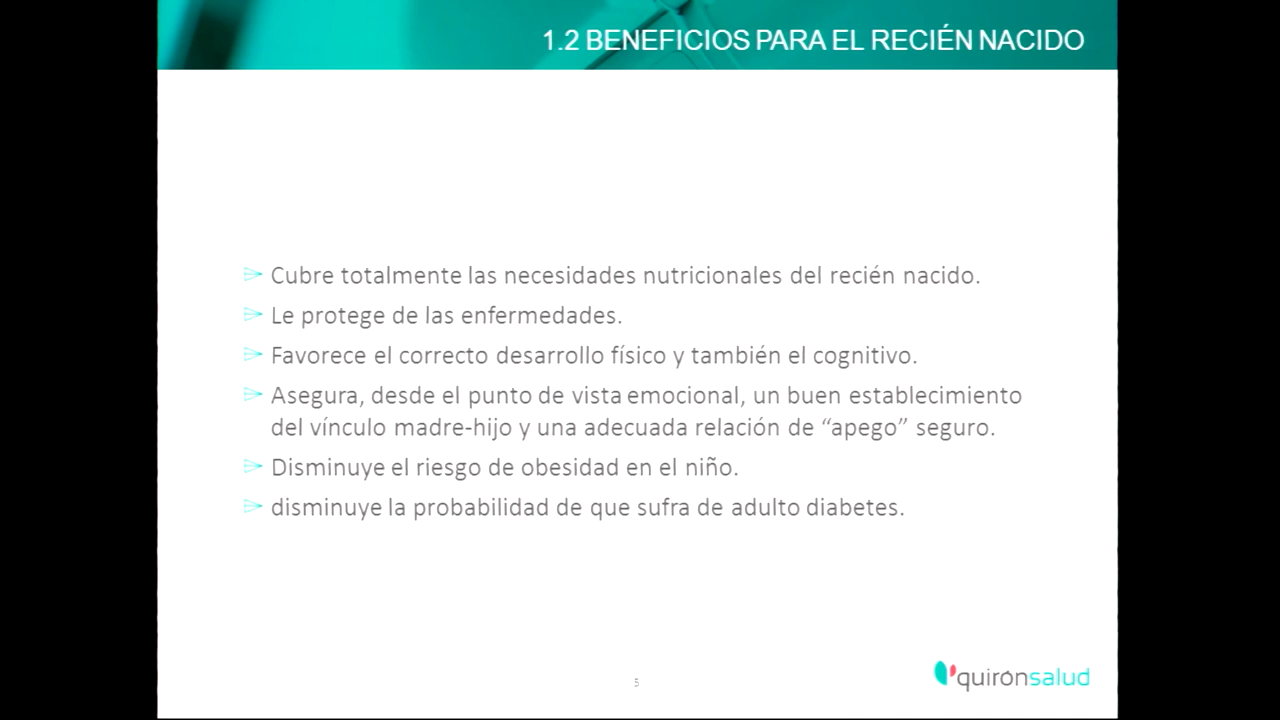 1.2 BENEFICIOS PARA EL RECIÉN NACIDO
Cubre totalmente las necesidades nutricionales del recién nacido.
Le protege de las enfermedades.
Favorece el correcto desarrollo físico y también el cognitivo.
Asegura, desde el punto de vista emocional, un buen establecimiento
del vínculo madre-hijo y una adecuada relación de “apego” seguro.
Disminuye el riesgo de obesidad en el niño.
disminuye la probabilidad de que sufra de adulto diabetes.
5
quirónsalud